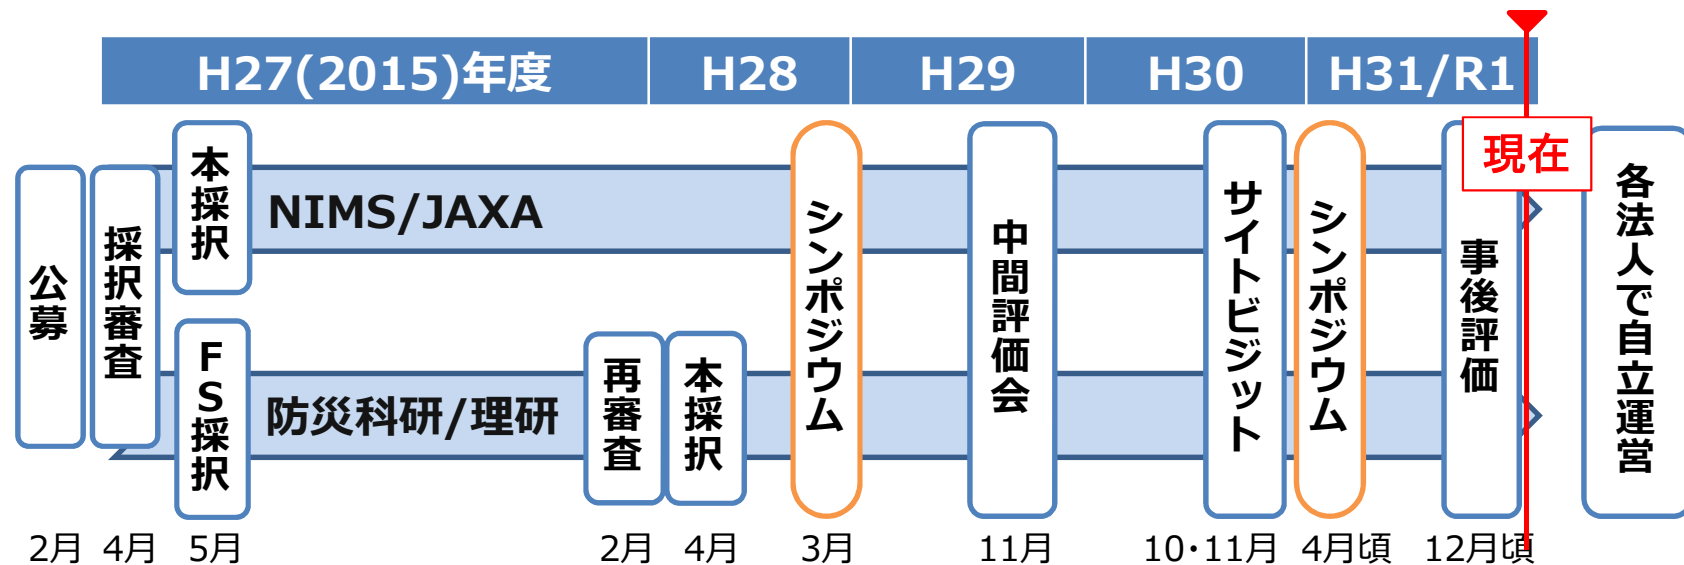 H27(2015)年度
H28
H29
H30
H31/R1
現在
公募
採択審査
本採択
NIMS/JAXA
FS採択
防災科研/理研
再審査
本採択
シンポジウム
中間評価会
サイトビジット
シンポジウム
事後評価
各法人で自立運営
2月
4月
5月
2月
4月
3月
11月
10・11月
4月頃
12月頃